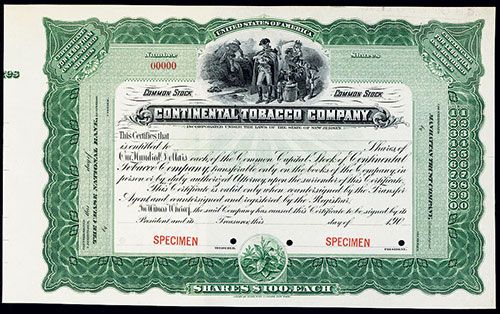 UNITED STATES OF AMERICA
Number
00000
Shares
COMMON STOCK
COMMON STOCK
CONTINENTAL TOBACCO COMPANY
INCORPORATED UNDER THE LAWS OF THE STATE OF NEW JERSEY.
This Certifies that
is entitled to Shares of
One Hundred Dollars each, of the Common Capital Stock of Continental
Tobacco Company, transferable only on the books of the Company, in
person or by duly authorized Attorney upon the surrender of this Certificate.
This Certificate is valid only when countersigned by the Transfer
Agent and countersigned and registered by the Registrar.
In Witness Whereof, the said Company has caused this Certificate to be signed by its
President and its Treasurer, this day of 190
SPECIMEN
SPECIMEN
TREASURER.
PRESIDENT.
SHARES $100. EACH
THE CHASE NATIONAL BANK,